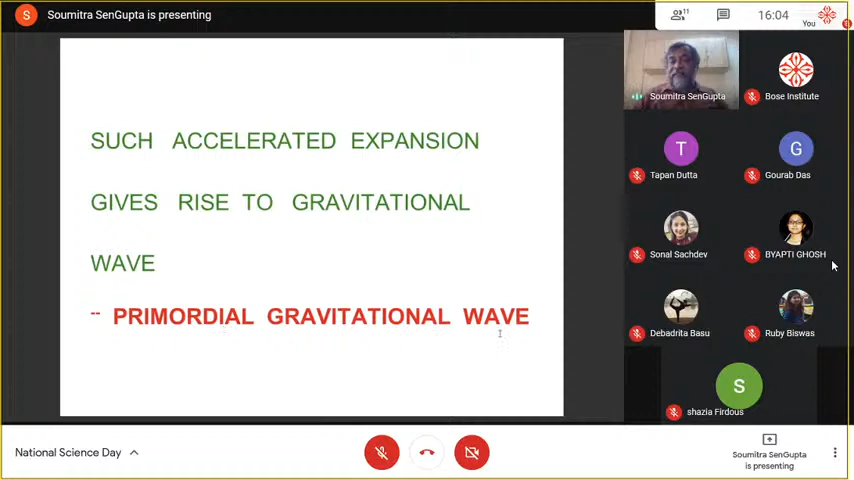 S Soumitra SenGupta is presenting
11
16:04
You
SUCH ACCELERATED EXPANSION
GIVES RISE TO GRAVITATIONAL
WAVE
-- PRIMORDIAL GRAVITATIONAL WAVE
Soumitra SenGupta
Bose Institute
T
Tapan Dutta
G
Gourab Das
Sonal Sachdev
BYAPTI GHOSH
Debadrita Basu
Ruby Biswas
S
shazia Firdous
National Science Day
Soumitra SenGupta
is presenting